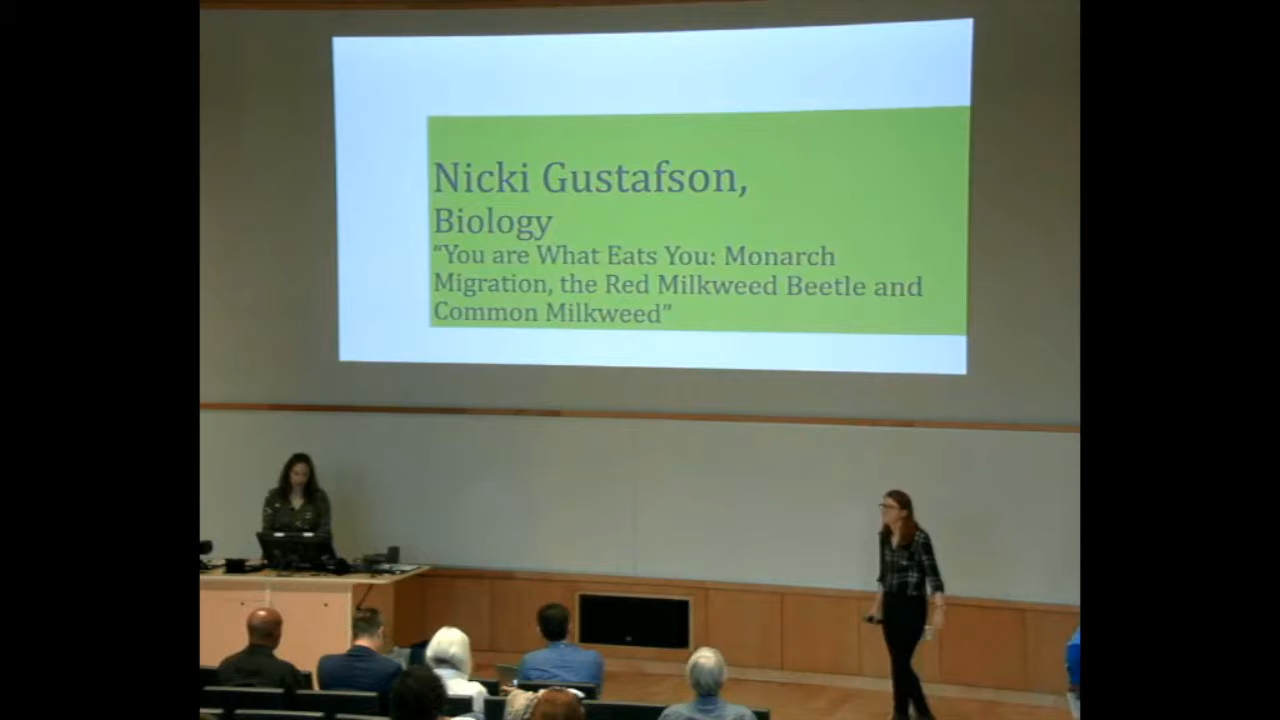 Nicki Gustafson,
Biology
“You are What Eats You: Monarch
Migration, the Red Milkweed Beetle and
Common Milkweed”